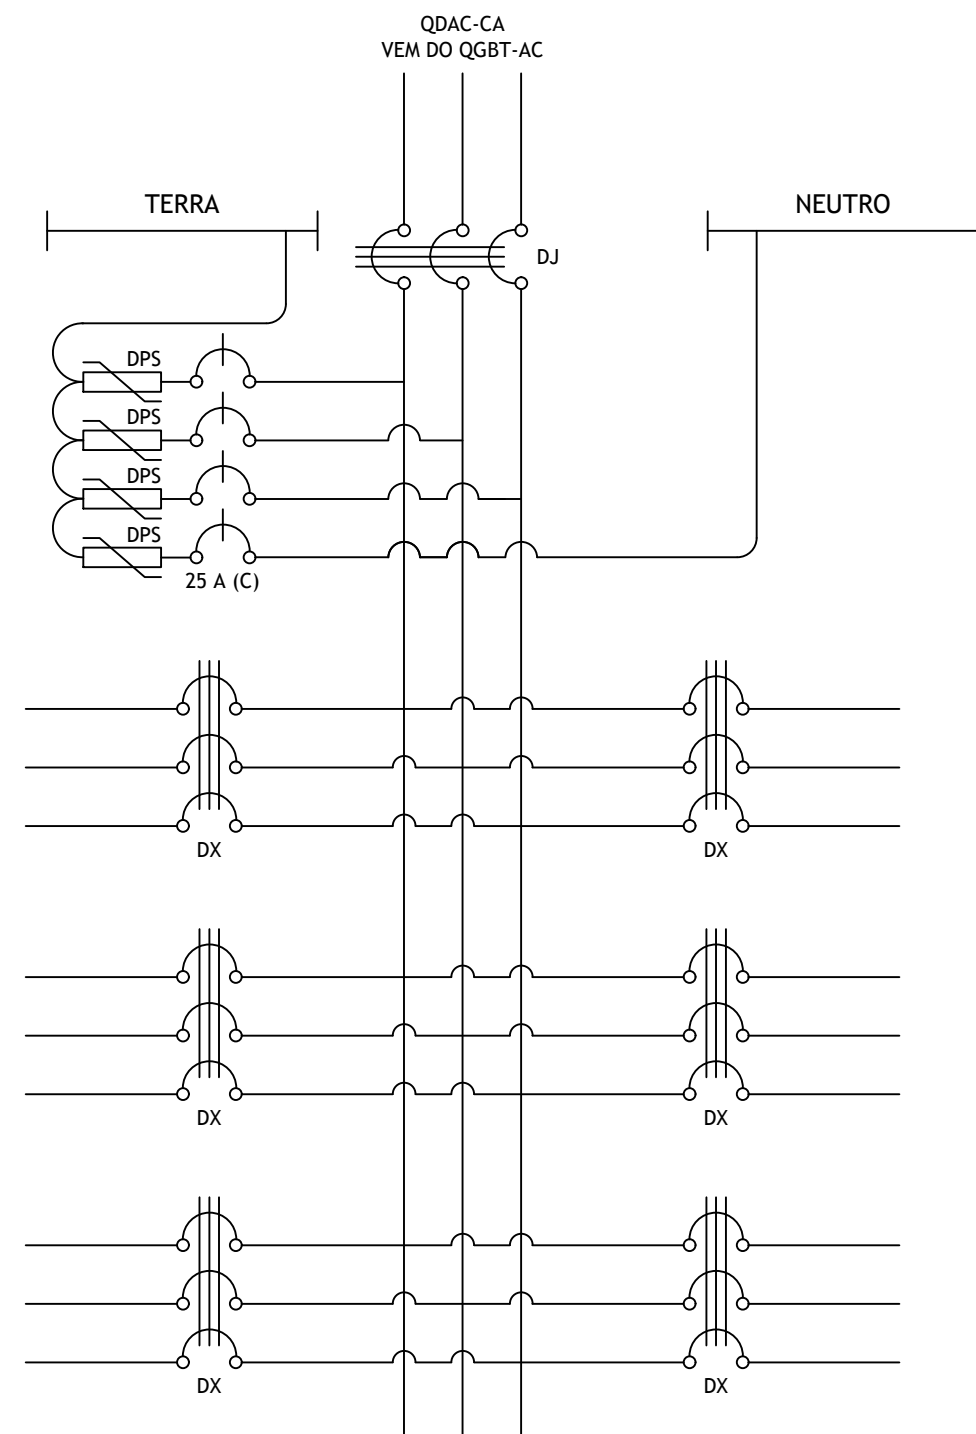 QDAC-CA
VEM DO QGBT-AC
TERRA
NEUTRO
DJ
DPS
DPS
DPS
DPS
25 A (C)
DX
DX
DX
DX
DX
DX